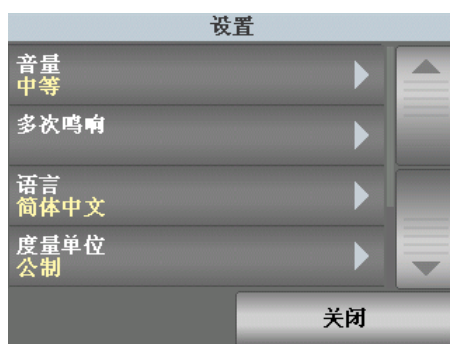 设置
音量
中等
多次鸣响
语言
简体中文
度量单位
公制
关闭